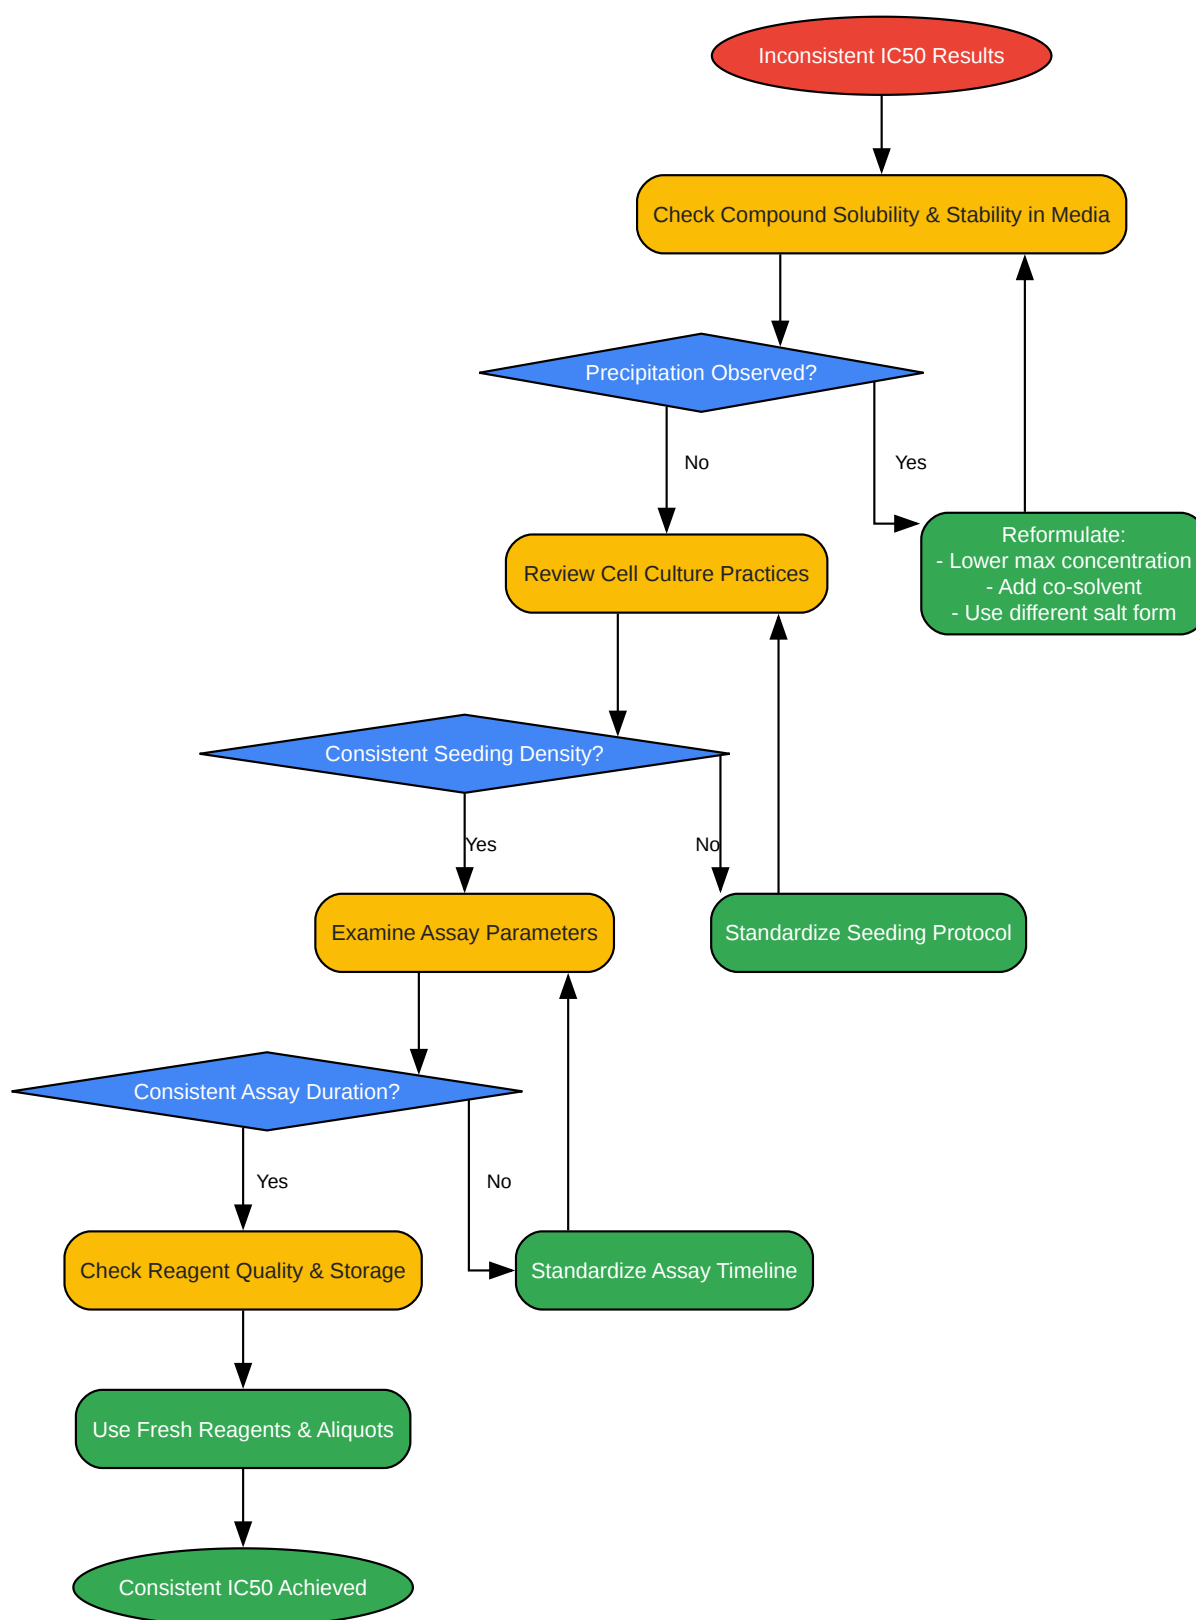 Inconsistent IC50 Results
Check Compound Solubility & Stability in Media
Precipitation Observed?
No
Yes
Reformulate:
- Lower max concentration
- Add co-solvent
- Use different salt form
Review Cell Culture Practices
Consistent Seeding Density?
Yes
No
Examine Assay Parameters
Standardize Seeding Protocol
Consistent Assay Duration?
Yes
No
Check Reagent Quality & Storage
Standardize Assay Timeline
Use Fresh Reagents & Aliquots
Consistent IC50 Achieved